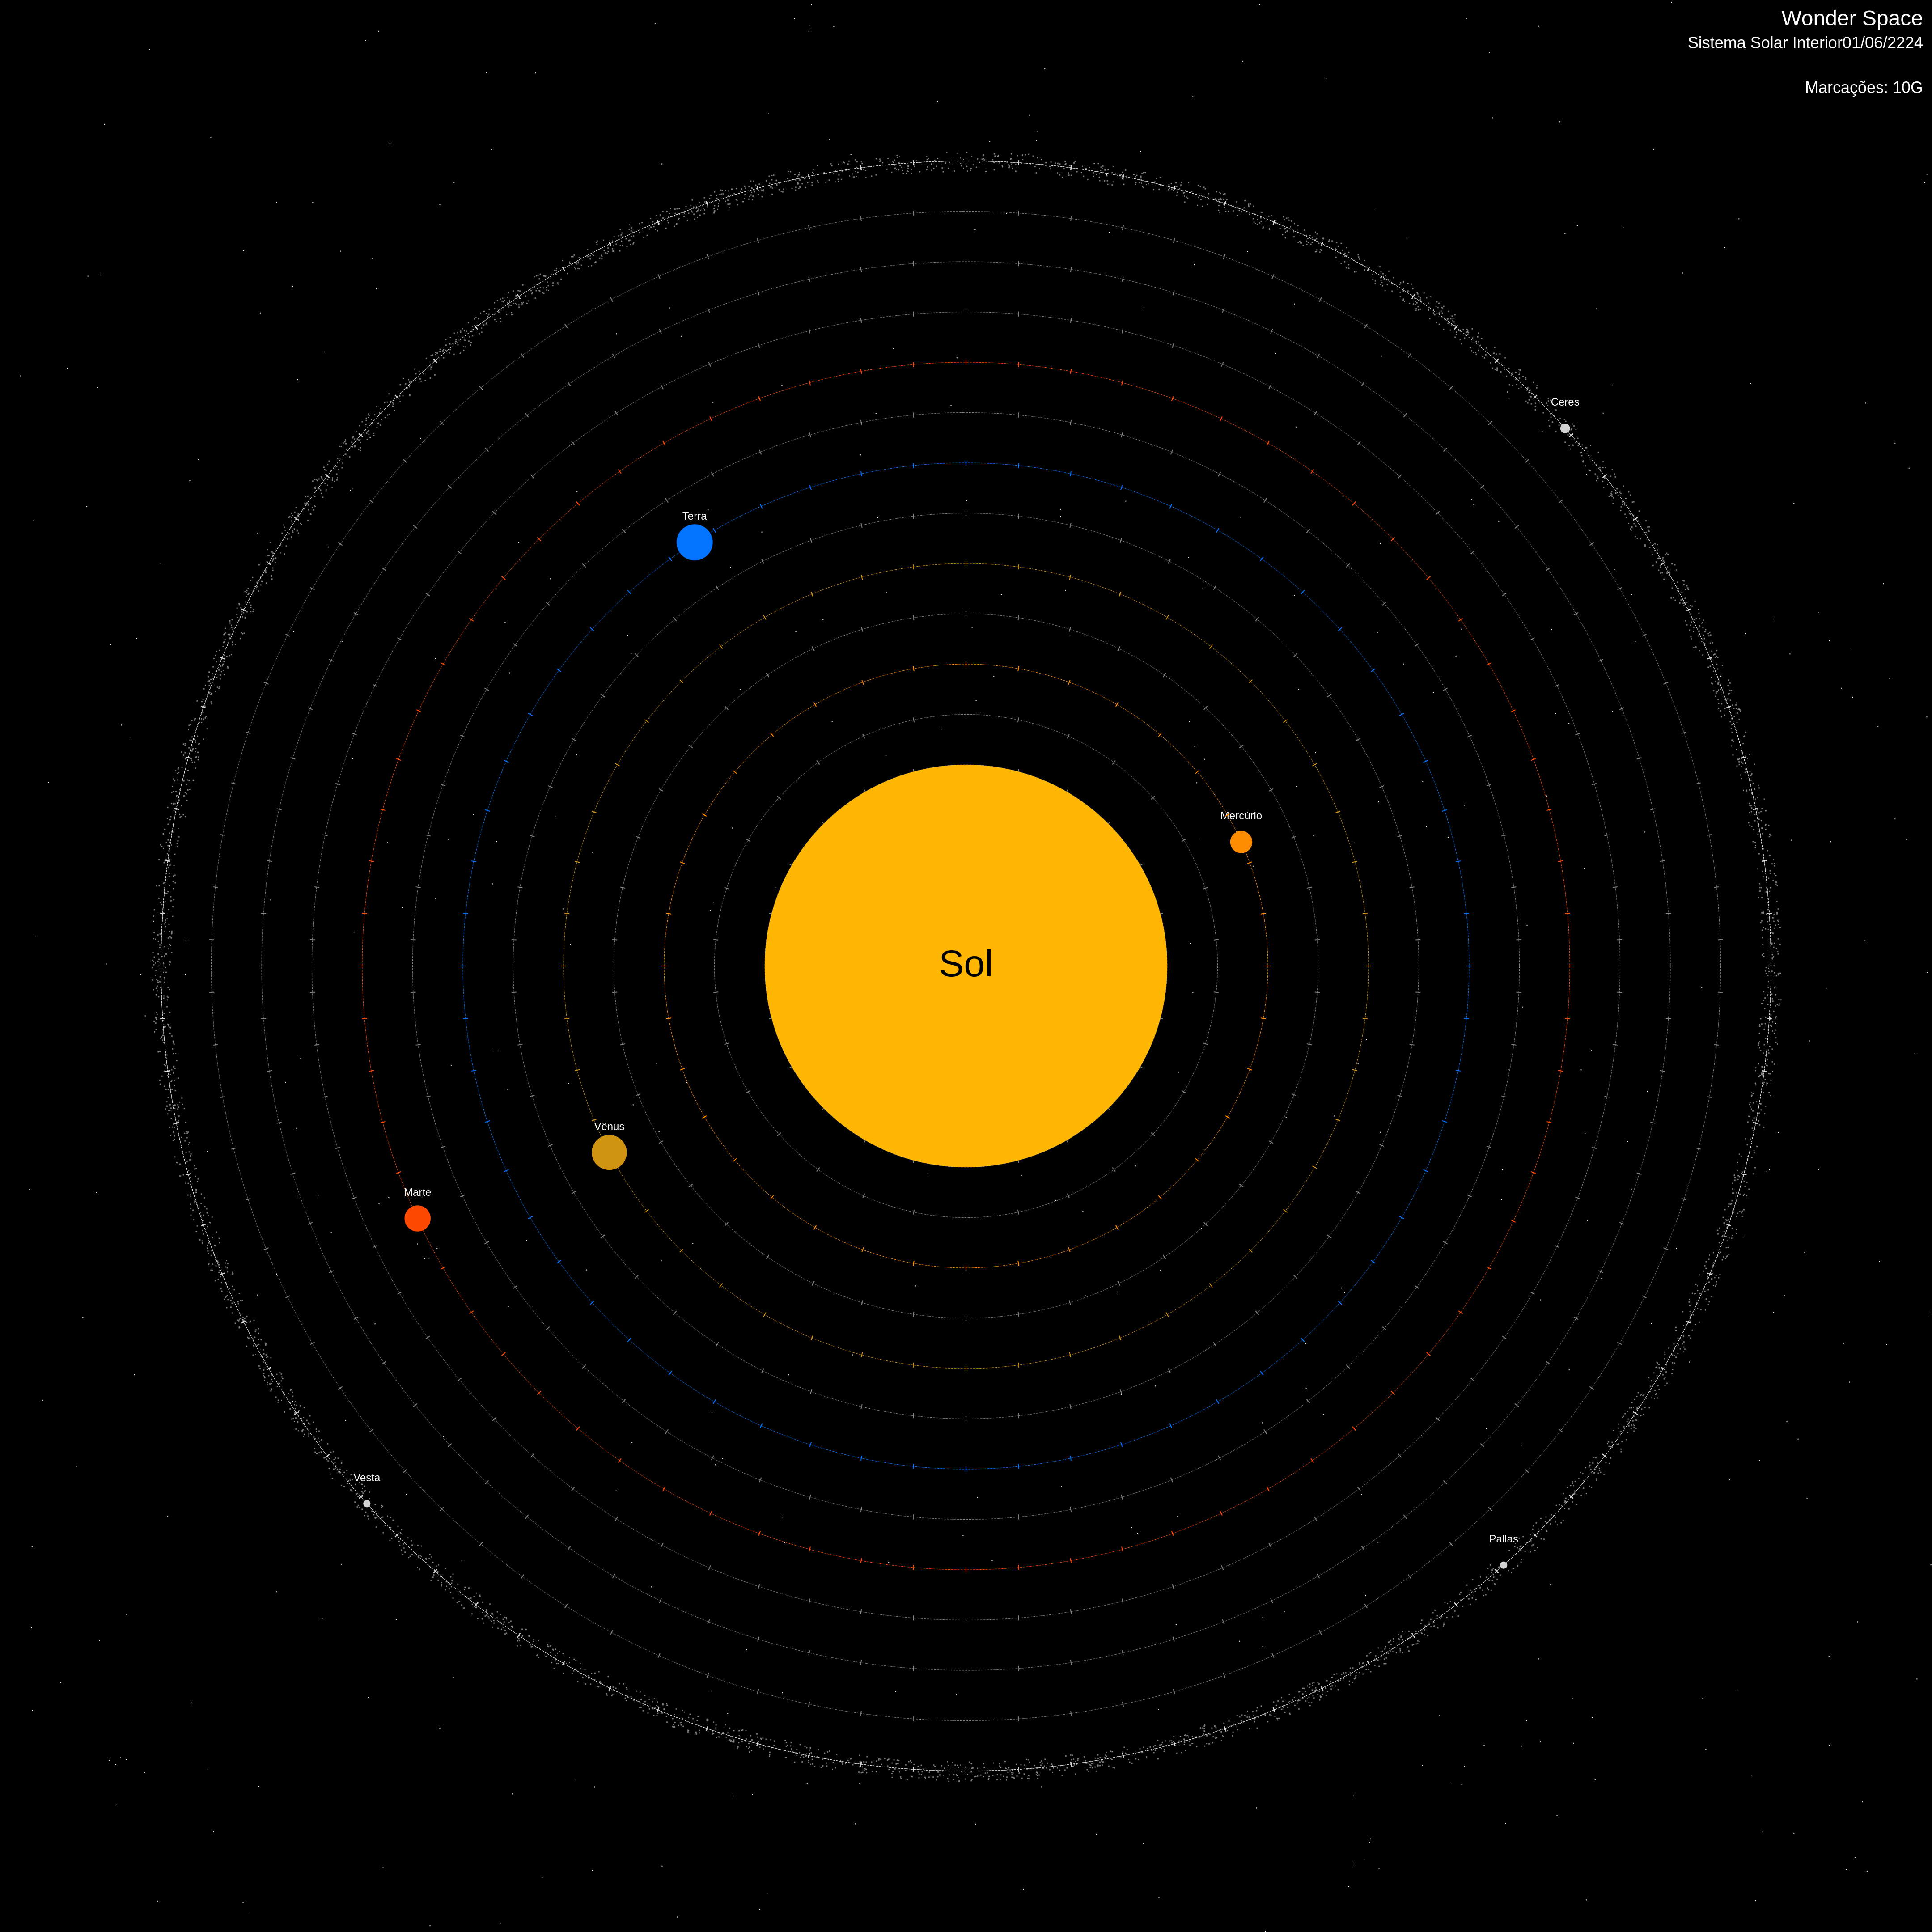 Wonder Space
Sistema Solar Interior01/06/2224
Marcações: 10G
Ceres
Terra
Mercúrio
Sol
Vênus
Marte
Vesta
Pallas